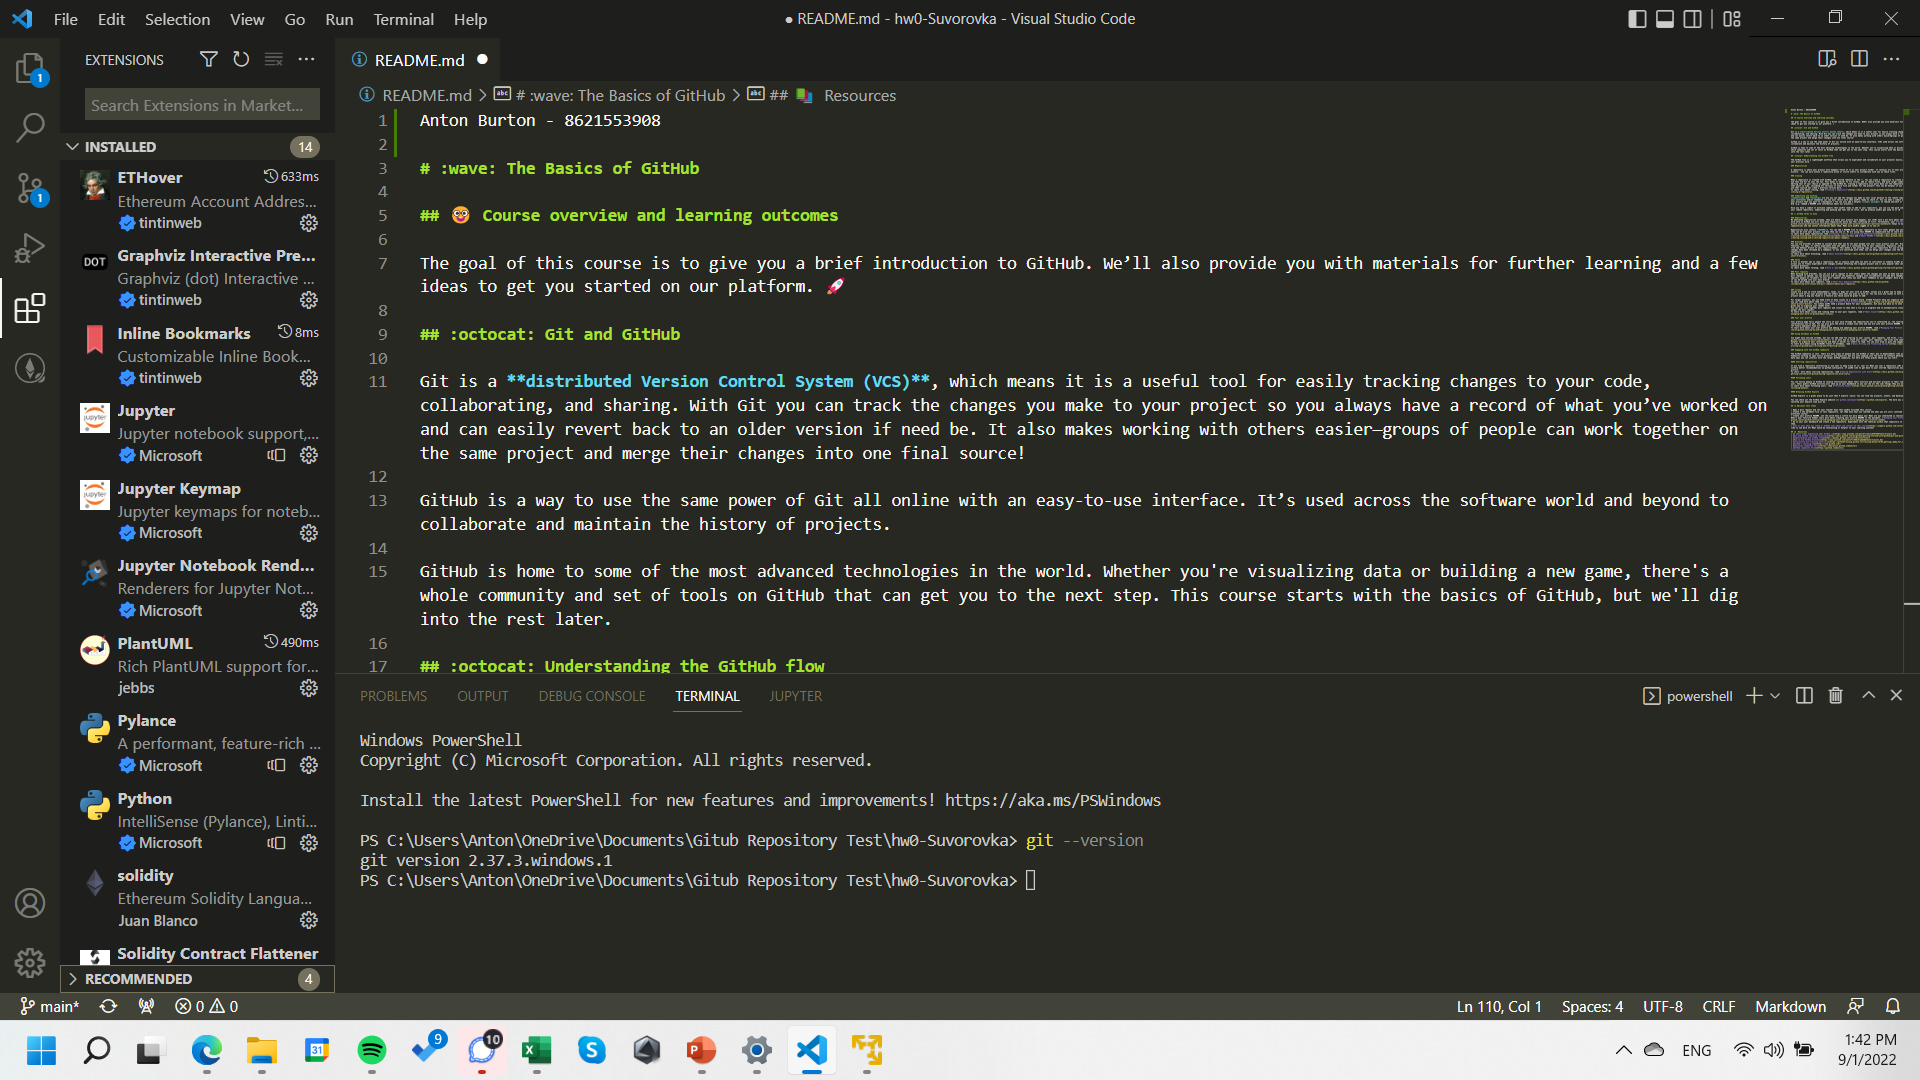 File Edit Selection View Go Run Terminal Help
● README.md - hw0-Suvorovka - Visual Studio Code
EXTENSIONS
Search Extensions in Market...
INSTALLED 14
ETHover 633ms
Ethereum Account Addres...
tintinweb
DOT
Graphviz Interactive Pre...
Graphviz (dot) Interactive ...
tintinweb
Inline Bookmarks 8ms
Customizable Inline Book...
tintinweb
Jupyter
Jupyter notebook support,...
Microsoft
Jupyter Keymap
Jupyter keymaps for noteb...
Microsoft
Jupyter Notebook Rend...
Renderers for Jupyter Not...
Microsoft
PlantUML 490ms
Rich PlantUML support for...
jebbs
Pylance
A performant, feature-rich ...
Microsoft
Python
IntelliSense (Pylance), Linti...
Microsoft
solidity
Ethereum Solidity Langua...
Juan Blanco
Solidity Contract Flattener
RECOMMENDED 4
1
1
README.md ●
README.md > # :wave: The Basics of GitHub > ## 📚 Resources
1 Anton Burton - 8621553908
2
3 # :wave: The Basics of GitHub
4
5 ## 🤓 Course overview and learning outcomes
6
7 The goal of this course is to give you a brief introduction to GitHub. We’ll also provide you with materials for further learning and a few
ideas to get you started on our platform. 🚀
8
9 ## :octocat: Git and GitHub
10
11 Git is a **distributed Version Control System (VCS)**, which means it is a useful tool for easily tracking changes to your code,
collaborating, and sharing. With Git you can track the changes you make to your project so you always have a record of what you’ve worked on
and can easily revert back to an older version if need be. It also makes working with others easier—groups of people can work together on
the same project and merge their changes into one final source!
12
13 GitHub is a way to use the same power of Git all online with an easy-to-use interface. It’s used across the software world and beyond to
collaborate and maintain the history of projects.
14
15 GitHub is home to some of the most advanced technologies in the world. Whether you're visualizing data or building a new game, there's a
whole community and set of tools on GitHub that can get you to the next step. This course starts with the basics of GitHub, but we'll dig
into the rest later.
16
17 ## :octocat: Understanding the GitHub flow
PROBLEMS OUTPUT DEBUG CONSOLE TERMINAL JUPYTER
powershell
Windows PowerShell
Copyright (C) Microsoft Corporation. All rights reserved.
Install the latest PowerShell for new features and improvements! https://aka.ms/PSWindows
PS C:\Users\Anton\OneDrive\Documents\Gitub Repository Test\hw0-Suvorovka> git --version
git version 2.37.3.windows.1
PS C:\Users\Anton\OneDrive\Documents\Gitub Repository Test\hw0-Suvorovka>
main* 0 0
Ln 110, Col 1 Spaces: 4 UTF-8 CRLF Markdown
31 9 10
ENG
1:42 PM
9/1/2022